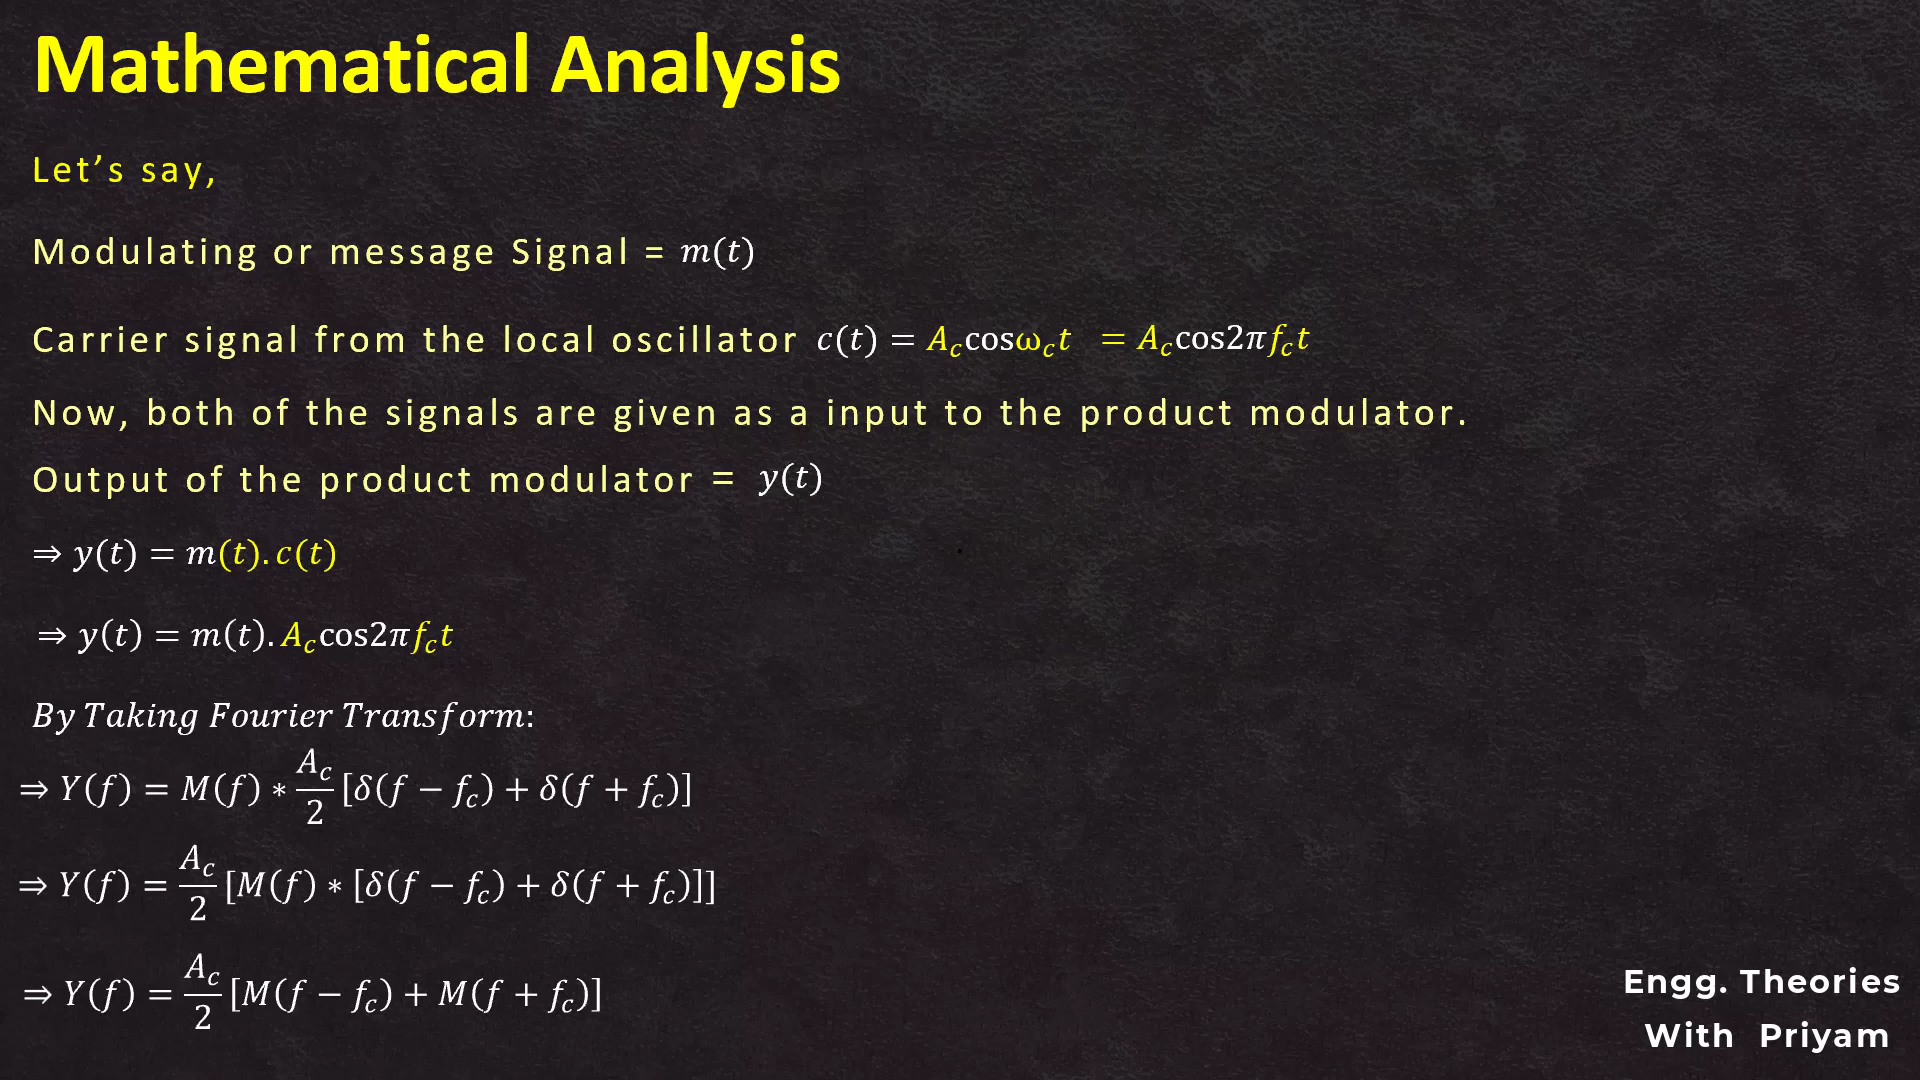 Mathematical Analysis
Let’s say,
Modulating or message Signal = m(t)
Carrier signal from the local oscillator c(t) = A_c cosω_c t = A_c cos2πf_c t
Now, both of the signals are given as a input to the product modulator.
Output of the product modulator = y(t)
⇒ y(t) = m(t).c(t)
⇒ y(t) = m(t).A_c cos2πf_c t
By Taking Fourier Transform:
⇒ Y(f) = M(f) * A_c/2 [δ(f − f_c) + δ(f + f_c)]
⇒ Y(f) = A_c/2 [M(f) * [δ(f − f_c) + δ(f + f_c)]]
⇒ Y(f) = A_c/2 [M(f − f_c) + M(f + f_c)]
Engg. Theories
With Priyam